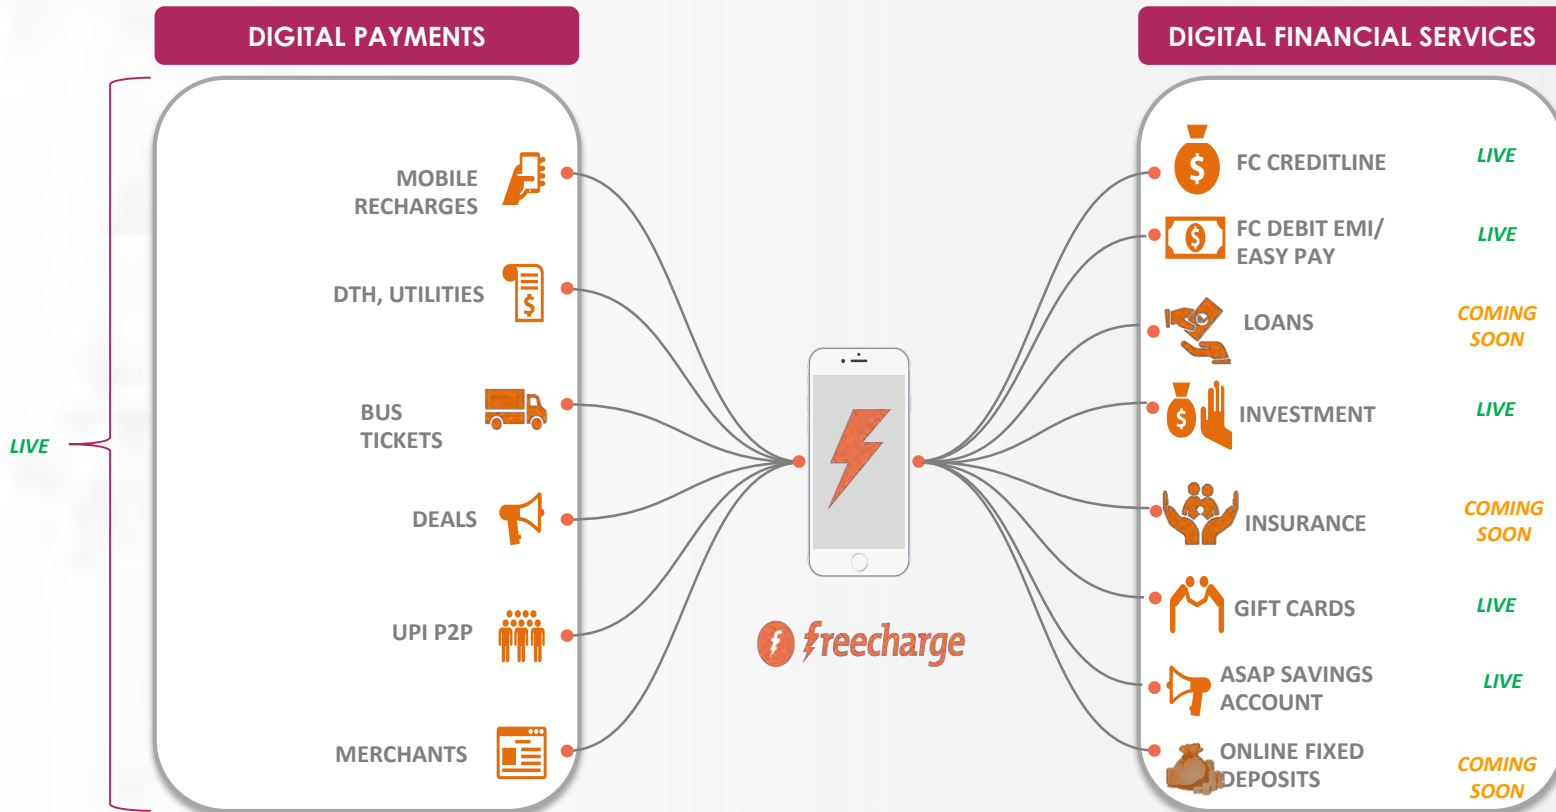 DIGITAL PAYMENTS
LIVE
MOBILE
RECHARGES
DTH, UTILITIES
$
BUS
TICKETS
DEALS
UPI P2P
MERCHANTS
freecharge
DIGITAL FINANCIAL SERVICES
$
FC CREDITLINE
LIVE
$
FC DEBIT EMI/
EASY PAY
LIVE
LOANS
COMING
SOON
$
INVESTMENT
LIVE
INSURANCE
COMING
SOON
GIFT CARDS
LIVE
ASAP SAVINGS
ACCOUNT
LIVE
ONLINE FIXED
DEPOSITS
COMING
SOON